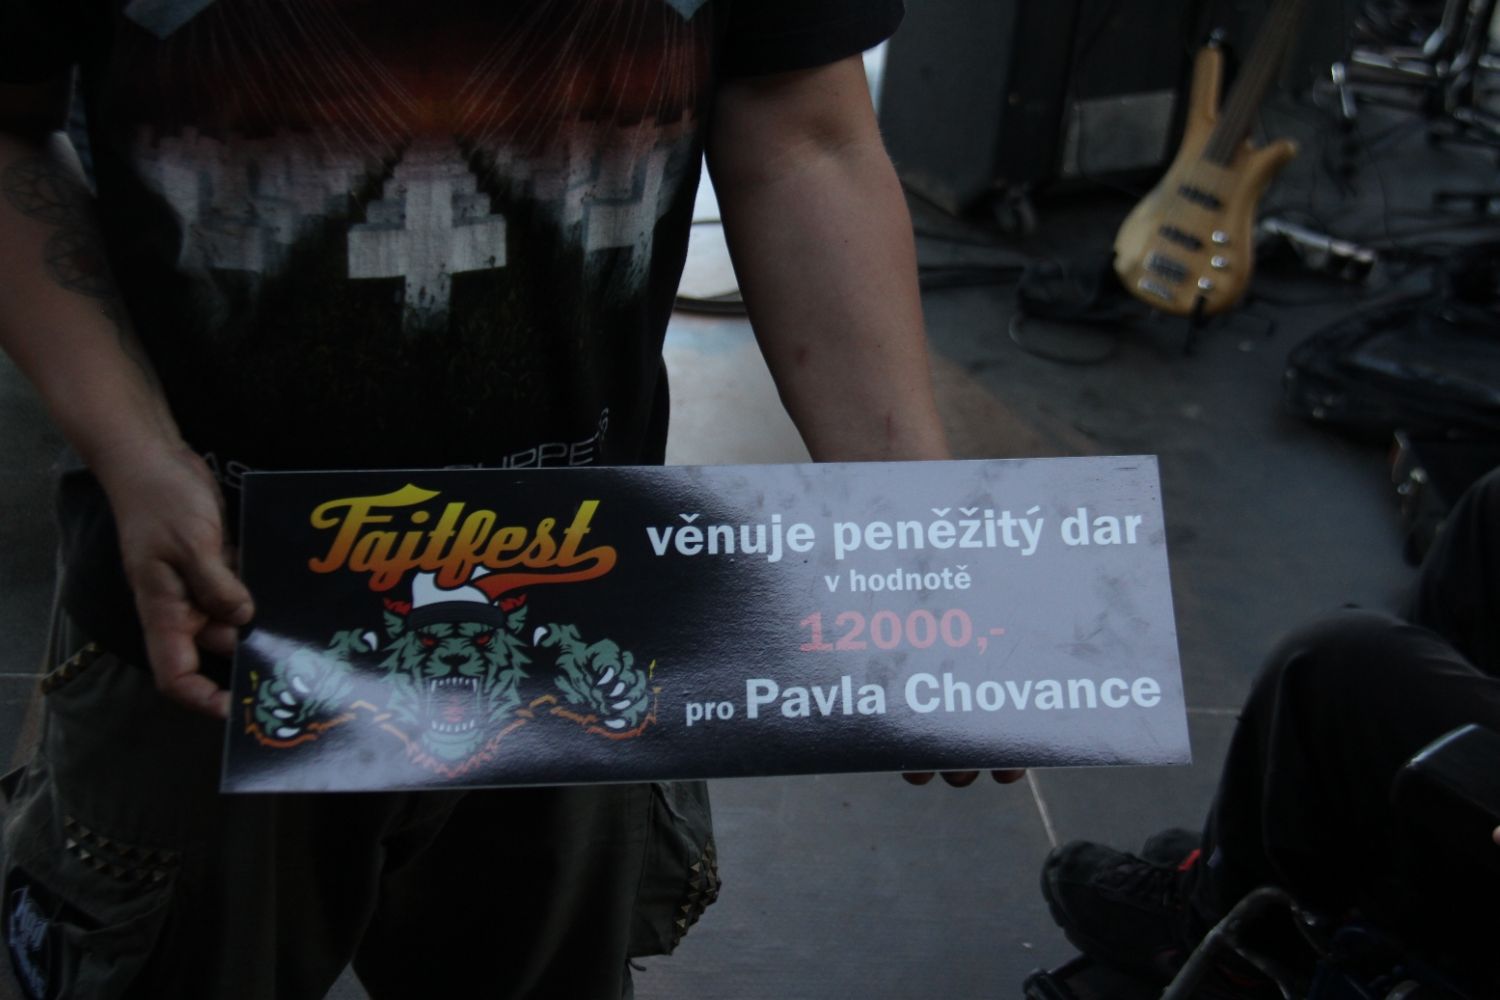 Fajtfest
věnuje peněžitý dar
v hodnotě
12000,-
pro Pavla Chovance